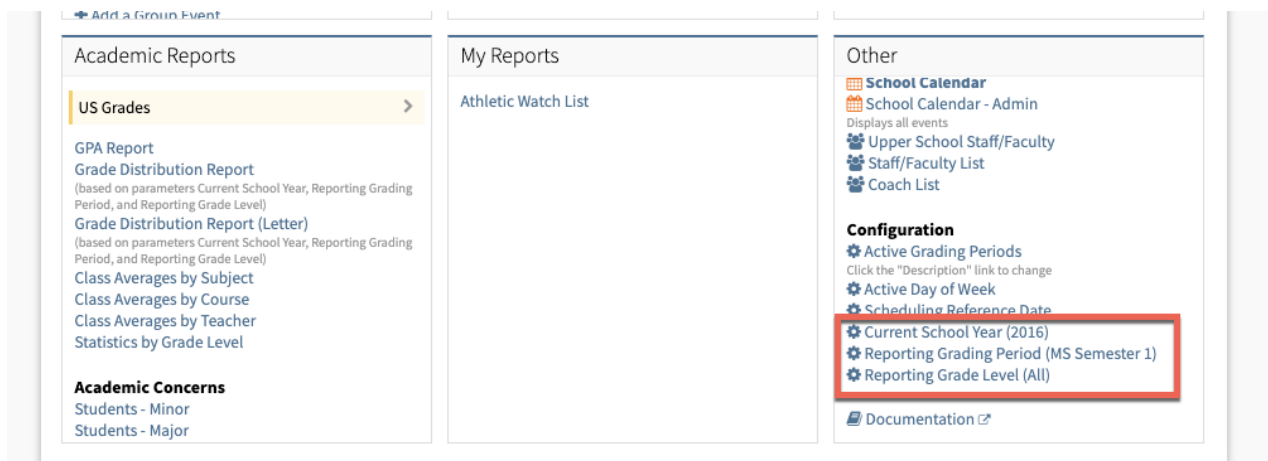 Add a Group Event
Academic Reports
US Grades
GPA Report
Grade Distribution Report
(based on parameters Current School Year, Reporting Grading
Period, and Reporting Grade Level)
Grade Distribution Report (Letter)
(based on parameters Current School Year, Reporting Grading
Period, and Reporting Grade Level)
Class Averages by Subject
Class Averages by Course
Class Averages by Teacher
Statistics by Grade Level
Academic Concerns
Students - Minor
Students - Major
My Reports
Athletic Watch List
Other
School Calendar
School Calendar - Admin
Displays all events
Upper School Staff/Faculty
Staff/Faculty List
Coach List
Configuration
Active Grading Periods
Click the "Description" link to change
Active Day of Week
Scheduling Reference Date
Current School Year (2016)
Reporting Grading Period (MS Semester 1)
Reporting Grade Level (All)
Documentation